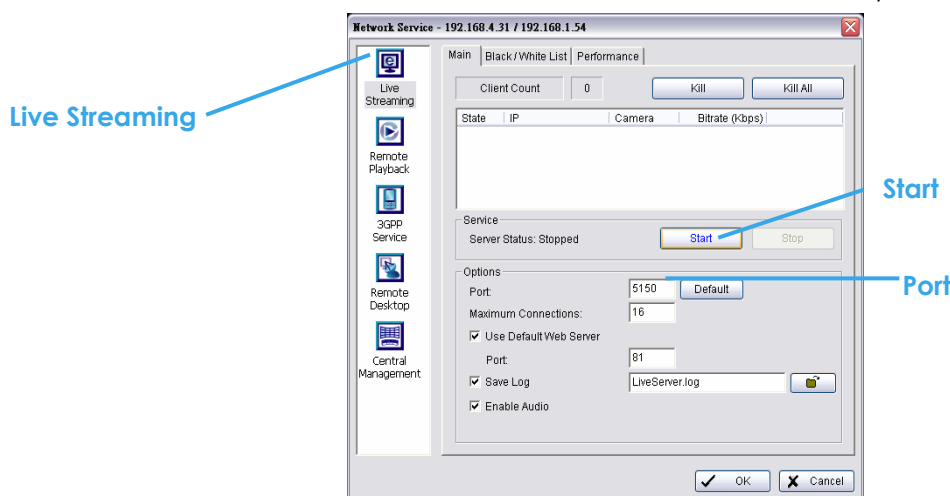 Network Service - 192.168.4.31 / 192.168.1.54
Live Streaming
Live
Streaming
Remote
Playback
3GPP
Service
Remote
Desktop
Central
Management
Main Black / White List Performance
Client Count 0 Kill Kill All
State IP Camera Bitrate (Kbps)
Start
Service
Server Status: Stopped Start Stop
Options
Port: 5150 Default
Port
Maximum Connections: 16
Use Default Web Server
Port: 81
Save Log LiveServer.log
Enable Audio
OK Cancel